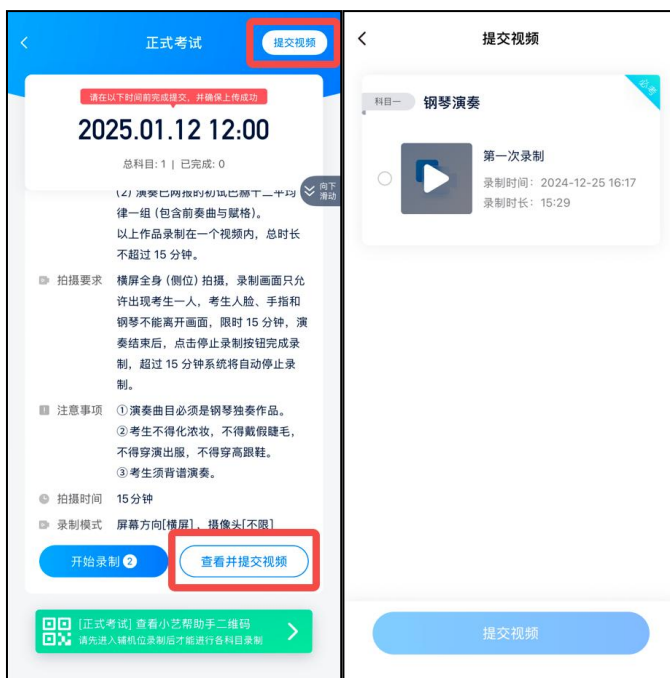 正式考试
提交视频
请在以下时间前完成提交，并确保上传成功
2025.01.12 12:00
总科目: 1 | 已完成: 0
(2) 演奏已网报的初试巴赫十二平均
律一组 (包含前奏曲与赋格)。
以上作品录制在一个视频内，总时长
不超过 15 分钟。
向下
滑动
拍摄要求
横屏全身 (侧位) 拍摄，录制画面只允
许出现考生一人，考生人脸、手指和
钢琴不能离开画面，限时 15 分钟，演
奏结束后，点击停止录制按钮完成录
制，超过 15 分钟系统将自动停止录
制。
注意事项
①演奏曲目必须是钢琴独奏作品。
②考生不得化浓妆，不得戴假睫毛，
不得穿演出服，不得穿高跟鞋。
③考生须背谱演奏。
拍摄时间
15分钟
录制模式
屏幕方向[横屏]，摄像头[不限]
开始录制 2
查看并提交视频
[正式考试] 查看小艺帮助手二维码
请先进入辅机位录制后才能进行各科目录制
提交视频
必考
科目一
钢琴演奏
第一次录制
录制时间：2024-12-25 16:17
录制时长：15:29
提交视频